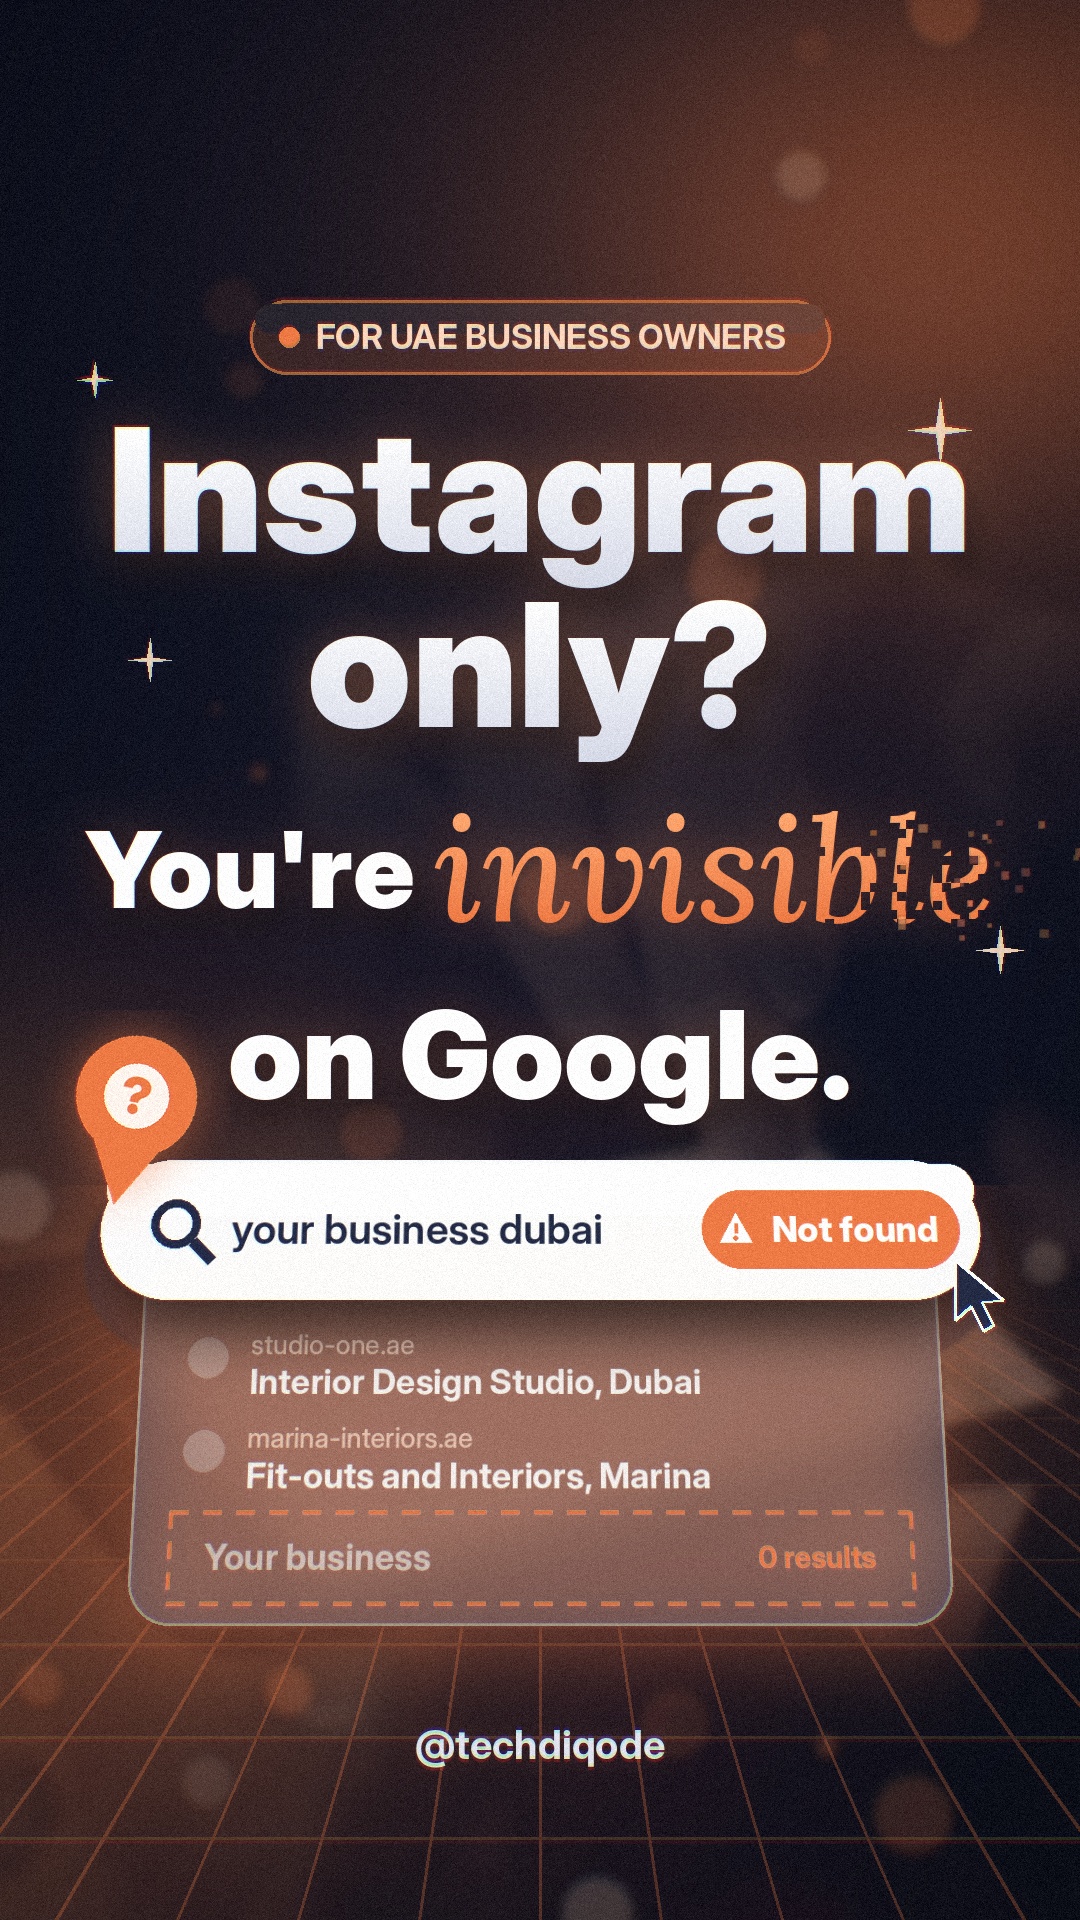 FOR UAE BUSINESS OWNERS
Instagram
only?
You're invisible
on Google.
?
your business dubai
Not found
studio-one.ae
Interior Design Studio, Dubai
marina-interiors.ae
Fit-outs and Interiors, Marina
Your business
0 results
@techdiqode